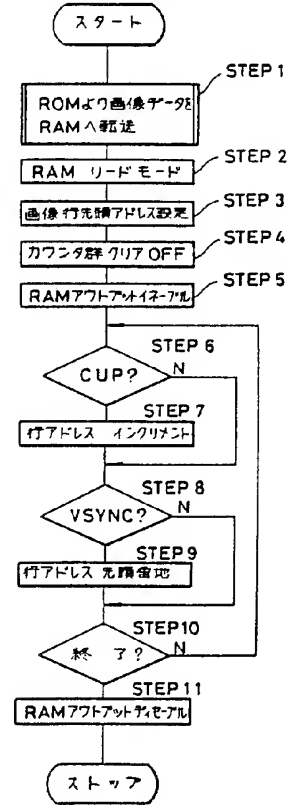 スタート
STEP 1
ROMより画像データを
RAMへ転送
STEP 2
RAM リードモード
STEP 3
画像行先頭アドレス設定
STEP 4
カウンタ群クリアOFF
STEP 5
RAMアウトプットイネーブル
STEP 6
CUP? N
STEP 7
行アドレス インクリメント
STEP 8
VSYNC? N
STEP 9
行アドレス先頭番地
STEP10
終了? N
STEP 11
RAMアウトプットディセーブル
ストップ